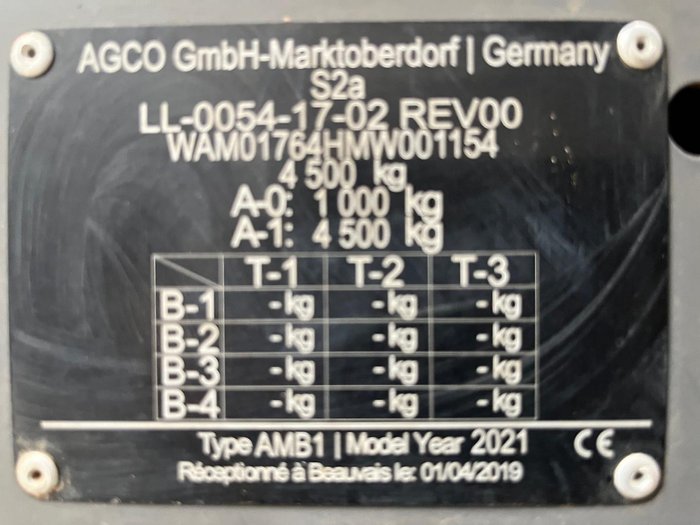 AGCO GmbH-Marktoberdorf | Germany
S2a
LL-0054-17-02 REV00
WAM01764HMW001154
4 500 kg
A-0: 1 000 kg
A-1: 4 500 kg
T-1 T-2 T-3
B-1 -kg -kg -kg
B-2 -kg -kg -kg
B-3 -kg -kg -kg
B-4 -kg -kg -kg
Type AMB1 | Model Year 2021 CE
Réceptionné à Beauvais le: 01/04/2019